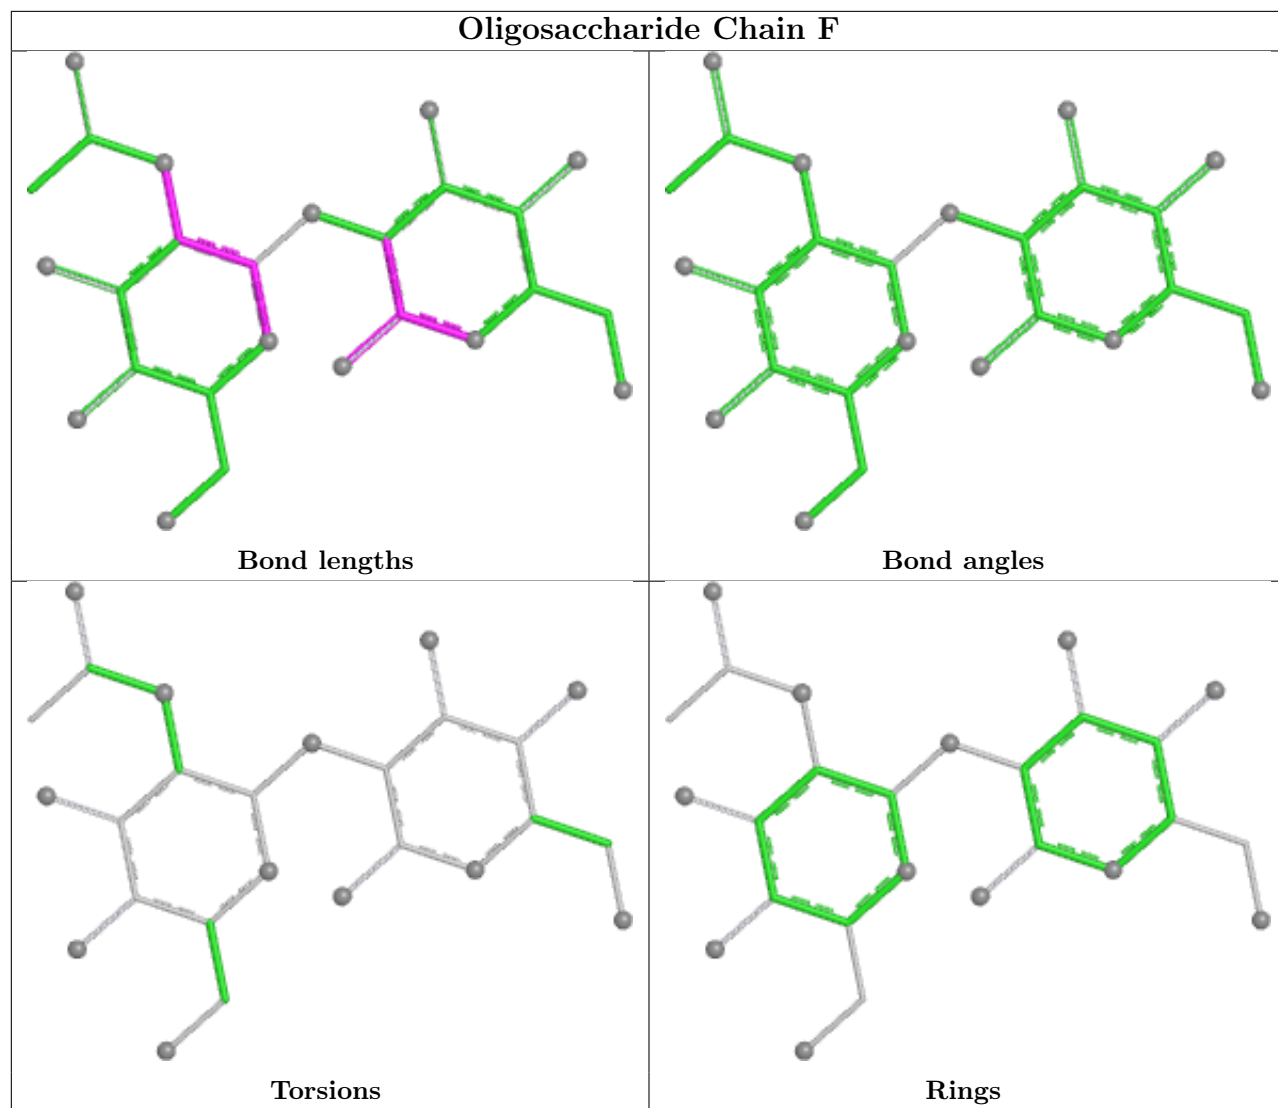 Oligosaccharide Chain F
Bond lengths
Bond angles
Torsions
Rings